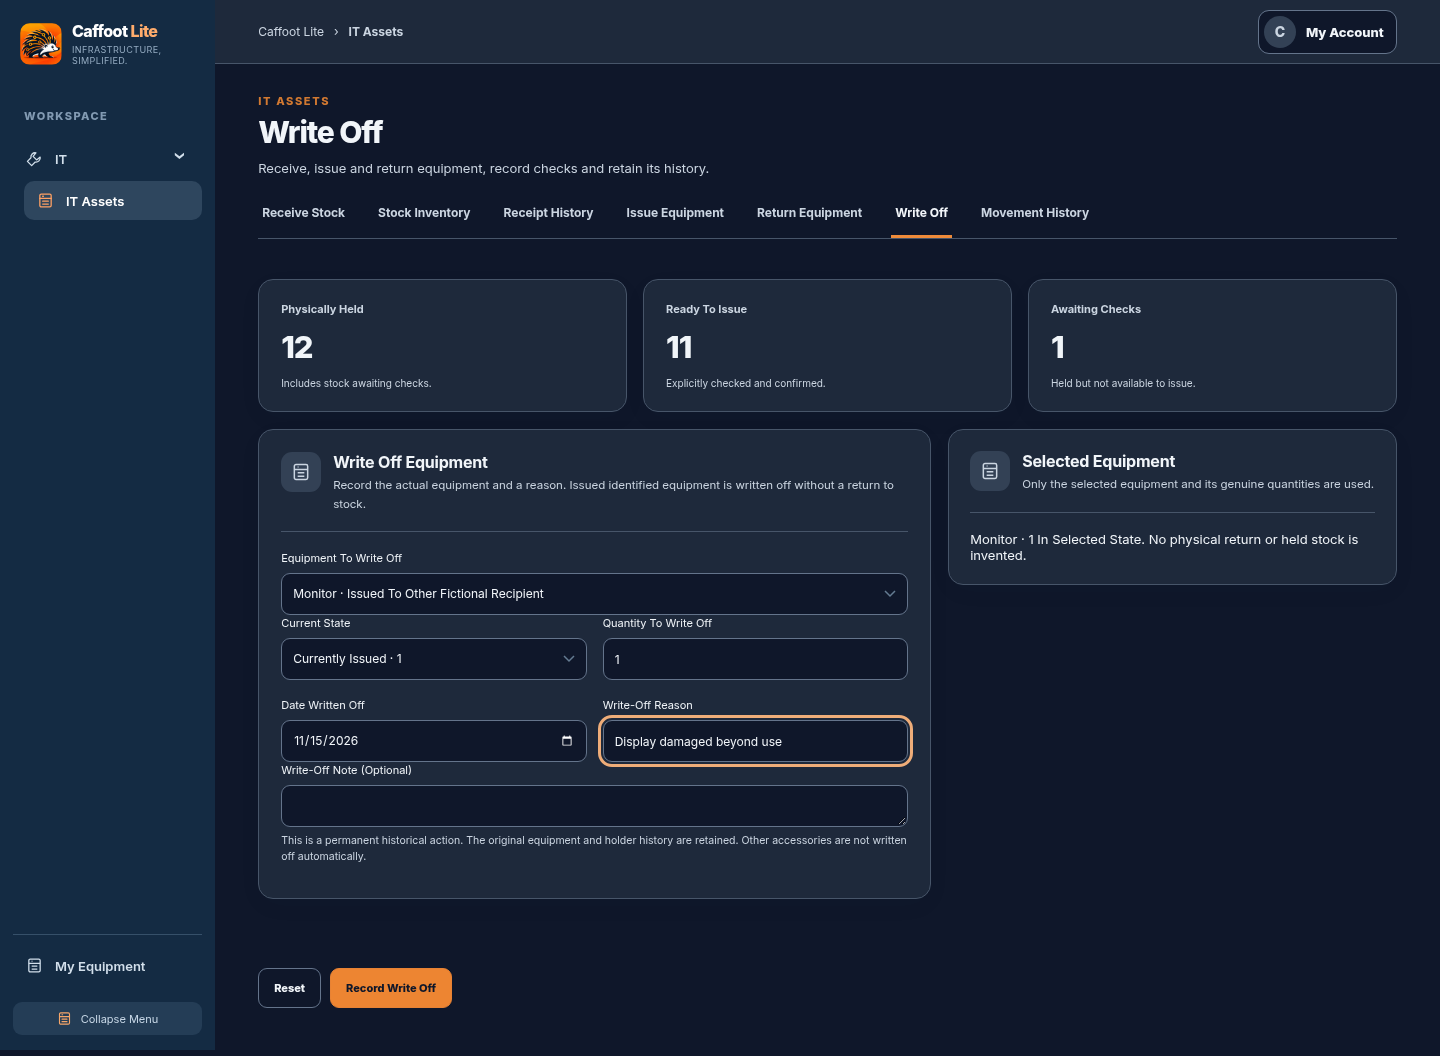 Caffoot Lite
INFRASTRUCTURE,
SIMPLIFIED.
WORKSPACE
IT
IT Assets
My Equipment
Collapse Menu
Caffoot Lite › IT Assets
C My Account
IT ASSETS
Write Off
Receive, issue and return equipment, record checks and retain its history.
Receive Stock Stock Inventory Receipt History Issue Equipment Return Equipment Write Off Movement History
Physically Held
12
Includes stock awaiting checks.
Ready To Issue
11
Explicitly checked and confirmed.
Awaiting Checks
1
Held but not available to issue.
Write Off Equipment
Record the actual equipment and a reason. Issued identified equipment is written off without a return to
stock.
Equipment To Write Off
Monitor · Issued To Other Fictional Recipient
Current State
Currently Issued · 1
Quantity To Write Off
1
Date Written Off
11/15/2026
Write-Off Reason
Display damaged beyond use
Write-Off Note (Optional)
This is a permanent historical action. The original equipment and holder history are retained. Other accessories are not written
off automatically.
Selected Equipment
Only the selected equipment and its genuine quantities are used.
Monitor · 1 In Selected State. No physical return or held stock is
invented.
Reset
Record Write Off